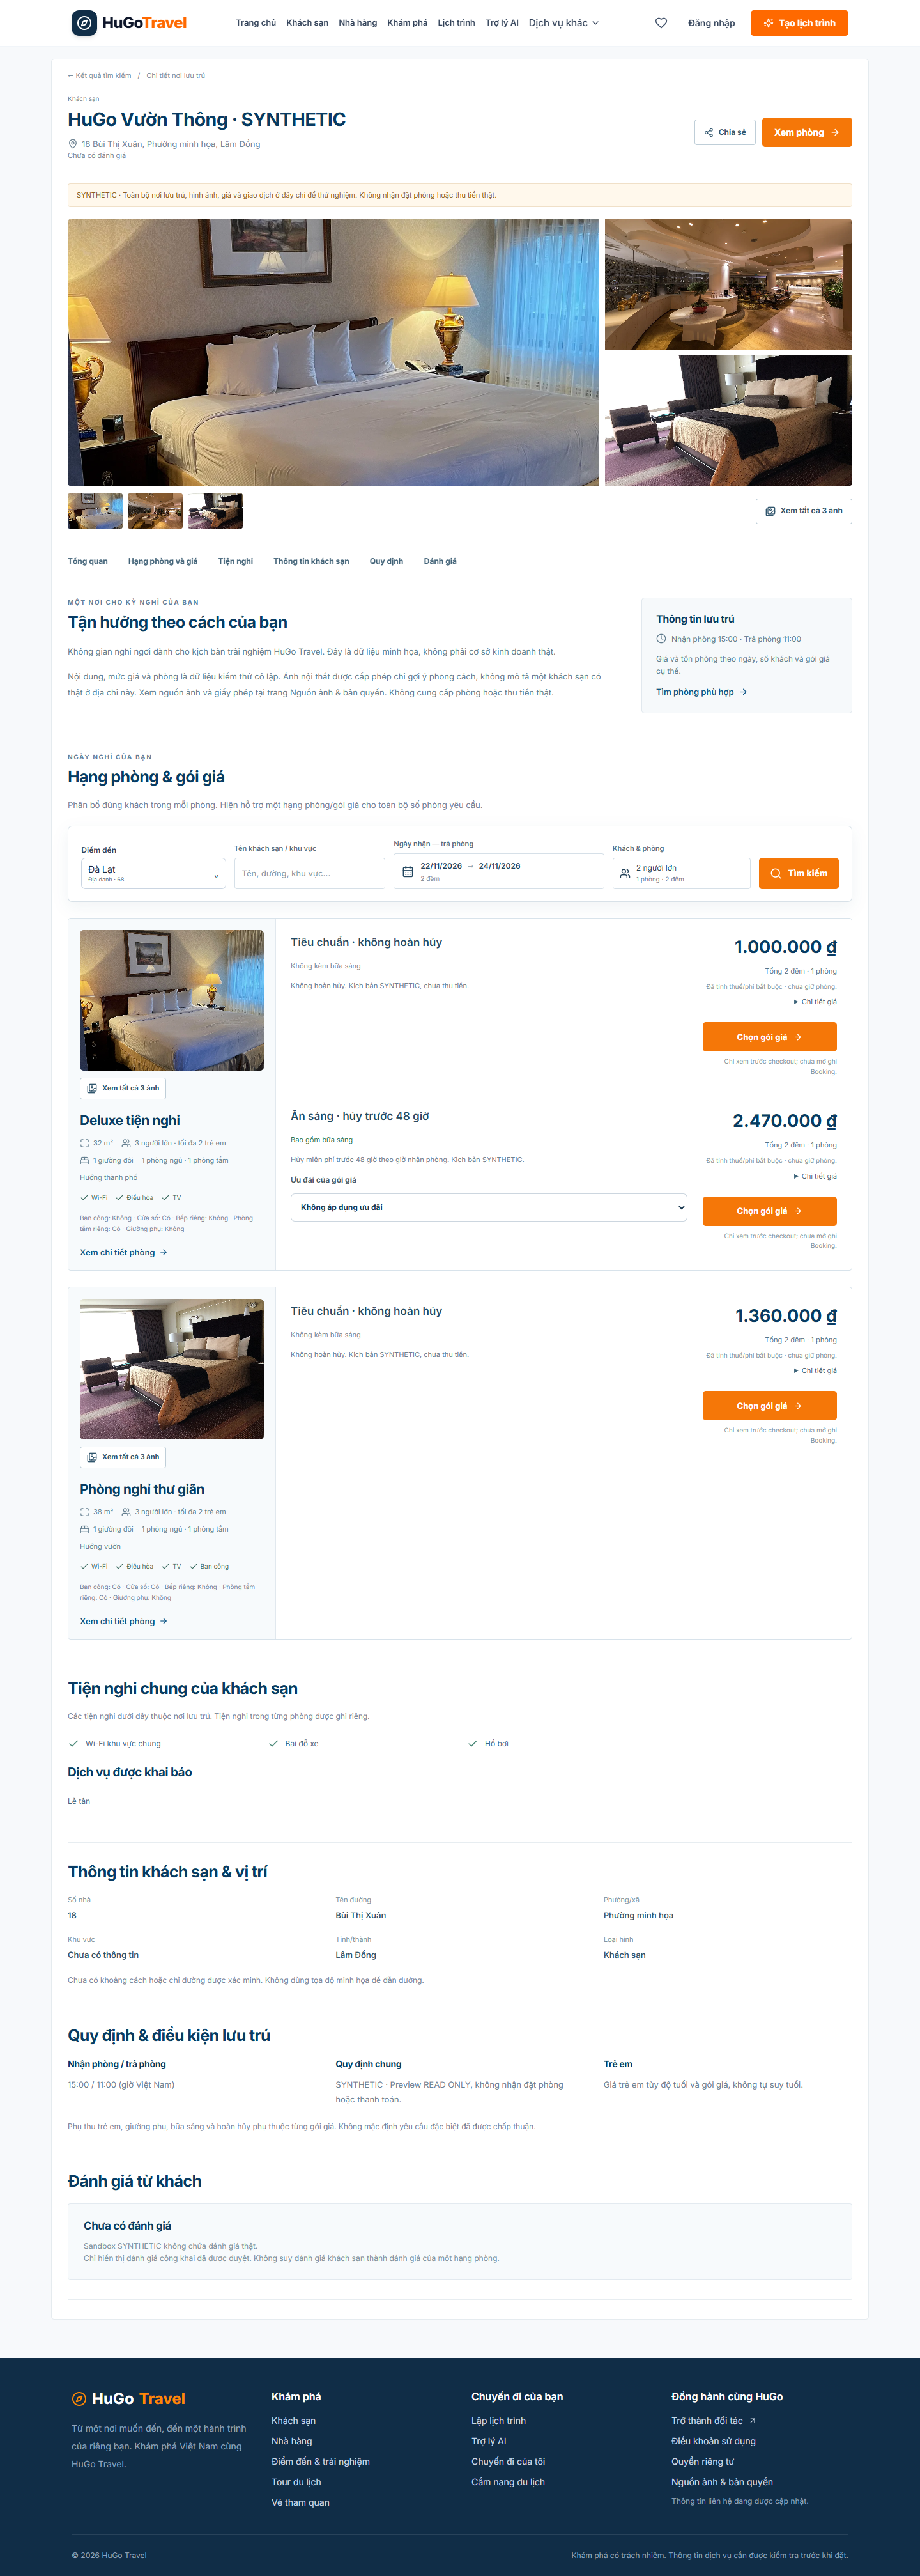 HuGoTravel
Trang chủ Khách sạn Nhà hàng Khám phá Lịch trình Trợ lý AI Dịch vụ khác
Đăng nhập
Tạo lịch trình
← Kết quả tìm kiếm / Chi tiết nơi lưu trú
Khách sạn
HuGo Vườn Thông · SYNTHETIC
18 Bùi Thị Xuân, Phường minh họa, Lâm Đồng
Chưa có đánh giá
Chia sẻ
Xem phòng →
SYNTHETIC · Toàn bộ nơi lưu trú, hình ảnh, giá và giao dịch ở đây chỉ để thử nghiệm. Không nhận đặt phòng hoặc thu tiền thật.
Xem tất cả 3 ảnh
Tổng quan Hạng phòng và giá Tiện nghi Thông tin khách sạn Quy định Đánh giá
MỘT NƠI CHO KỲ NGHỈ CỦA BẠN
Tận hưởng theo cách của bạn
Không gian nghỉ ngơi dành cho kịch bản trải nghiệm HuGo Travel. Đây là dữ liệu minh họa, không phải cơ sở kinh doanh thật.
Nội dung, mức giá và phòng là dữ liệu kiểm thử cô lập. Ảnh nội thất được cấp phép chỉ gợi ý phong cách, không mô tả một khách sạn có
thật ở địa chỉ này. Xem nguồn ảnh và giấy phép tại trang Nguồn ảnh & bản quyền. Không cung cấp phòng hoặc thu tiền thật.
Thông tin lưu trú
Nhận phòng 15:00 · Trả phòng 11:00
Giá và tồn phòng theo ngày, số khách và gói giá
cụ thể.
Tìm phòng phù hợp →
NGÀY NGHỈ CỦA BẠN
Hạng phòng & gói giá
Phân bổ đúng khách trong mỗi phòng. Hiện hỗ trợ một hạng phòng/gói giá cho toàn bộ số phòng yêu cầu.
Điểm đến
Đà Lạt
Địa danh · 68
Tên khách sạn / khu vực
Tên, đường, khu vực...
Ngày nhận — trả phòng
22/11/2026 → 24/11/2026
2 đêm
Khách & phòng
2 người lớn
1 phòng · 2 đêm
Tìm kiếm
Xem tất cả 3 ảnh
Deluxe tiện nghi
32 m² 3 người lớn · tối đa 2 trẻ em
1 giường đôi 1 phòng ngủ · 1 phòng tắm
Hướng thành phố
Wi-Fi Điều hòa TV
Ban công: Không · Cửa sổ: Có · Bếp riêng: Không · Phòng
tắm riêng: Có · Giường phụ: Không
Xem chi tiết phòng →
Tiêu chuẩn · không hoàn hủy
Không kèm bữa sáng
Không hoàn hủy. Kịch bản SYNTHETIC, chưa thu tiền.
1.000.000 ₫
Tổng 2 đêm · 1 phòng
Đã tính thuế/phí bắt buộc · chưa giữ phòng.
▶ Chi tiết giá
Chọn gói giá →
Chỉ xem trước checkout; chưa mở ghi
Booking.
Ăn sáng · hủy trước 48 giờ
Bao gồm bữa sáng
Hủy miễn phí trước 48 giờ theo giờ nhận phòng. Kịch bản SYNTHETIC.
Ưu đãi của gói giá
Không áp dụng ưu đãi
2.470.000 ₫
Tổng 2 đêm · 1 phòng
Đã tính thuế/phí bắt buộc · chưa giữ phòng.
▶ Chi tiết giá
Chọn gói giá →
Chỉ xem trước checkout; chưa mở ghi
Booking.
Xem tất cả 3 ảnh
Phòng nghỉ thư giãn
38 m² 3 người lớn · tối đa 2 trẻ em
1 giường đôi 1 phòng ngủ · 1 phòng tắm
Hướng vườn
Wi-Fi Điều hòa TV Ban công
Ban công: Có · Cửa sổ: Có · Bếp riêng: Không · Phòng tắm
riêng: Có · Giường phụ: Không
Xem chi tiết phòng →
Tiêu chuẩn · không hoàn hủy
Không kèm bữa sáng
Không hoàn hủy. Kịch bản SYNTHETIC, chưa thu tiền.
1.360.000 ₫
Tổng 2 đêm · 1 phòng
Đã tính thuế/phí bắt buộc · chưa giữ phòng.
▶ Chi tiết giá
Chọn gói giá →
Chỉ xem trước checkout; chưa mở ghi
Booking.
Tiện nghi chung của khách sạn
Các tiện nghi dưới đây thuộc nơi lưu trú. Tiện nghi trong từng phòng được ghi riêng.
Wi-Fi khu vực chung Bãi đỗ xe Hồ bơi
Dịch vụ được khai báo
Lễ tân
Thông tin khách sạn & vị trí
Số nhà Tên đường Phường/xã
18 Bùi Thị Xuân Phường minh họa
Khu vực Tỉnh/thành Loại hình
Chưa có thông tin Lâm Đồng Khách sạn
Chưa có khoảng cách hoặc chỉ đường được xác minh. Không dùng tọa độ minh họa để dẫn đường.
Quy định & điều kiện lưu trú
Nhận phòng / trả phòng
15:00 / 11:00 (giờ Việt Nam)
Quy định chung
SYNTHETIC · Preview READ ONLY, không nhận đặt phòng
hoặc thanh toán.
Trẻ em
Giá trẻ em tùy độ tuổi và gói giá, không tự suy tuổi.
Phụ thu trẻ em, giường phụ, bữa sáng và hoàn hủy phụ thuộc từng gói giá. Không mặc định yêu cầu đặc biệt đã được chấp thuận.
Đánh giá từ khách
Chưa có đánh giá
Sandbox SYNTHETIC không chứa đánh giá thật.
Chỉ hiển thị đánh giá công khai đã được duyệt. Không suy đánh giá khách sạn thành đánh giá của một hạng phòng.
HuGo Travel
Từ một nơi muốn đến, đến một hành trình
của riêng bạn. Khám phá Việt Nam cùng
HuGo Travel.
Khám phá
Khách sạn
Nhà hàng
Điểm đến & trải nghiệm
Tour du lịch
Vé tham quan
Chuyến đi của bạn
Lập lịch trình
Trợ lý AI
Chuyến đi của tôi
Cẩm nang du lịch
Đồng hành cùng HuGo
Trở thành đối tác ↗
Điều khoản sử dụng
Quyền riêng tư
Nguồn ảnh & bản quyền
Thông tin liên hệ đang được cập nhật.
© 2026 HuGo Travel
Khám phá có trách nhiệm. Thông tin dịch vụ cần được kiểm tra trước khi đặt.